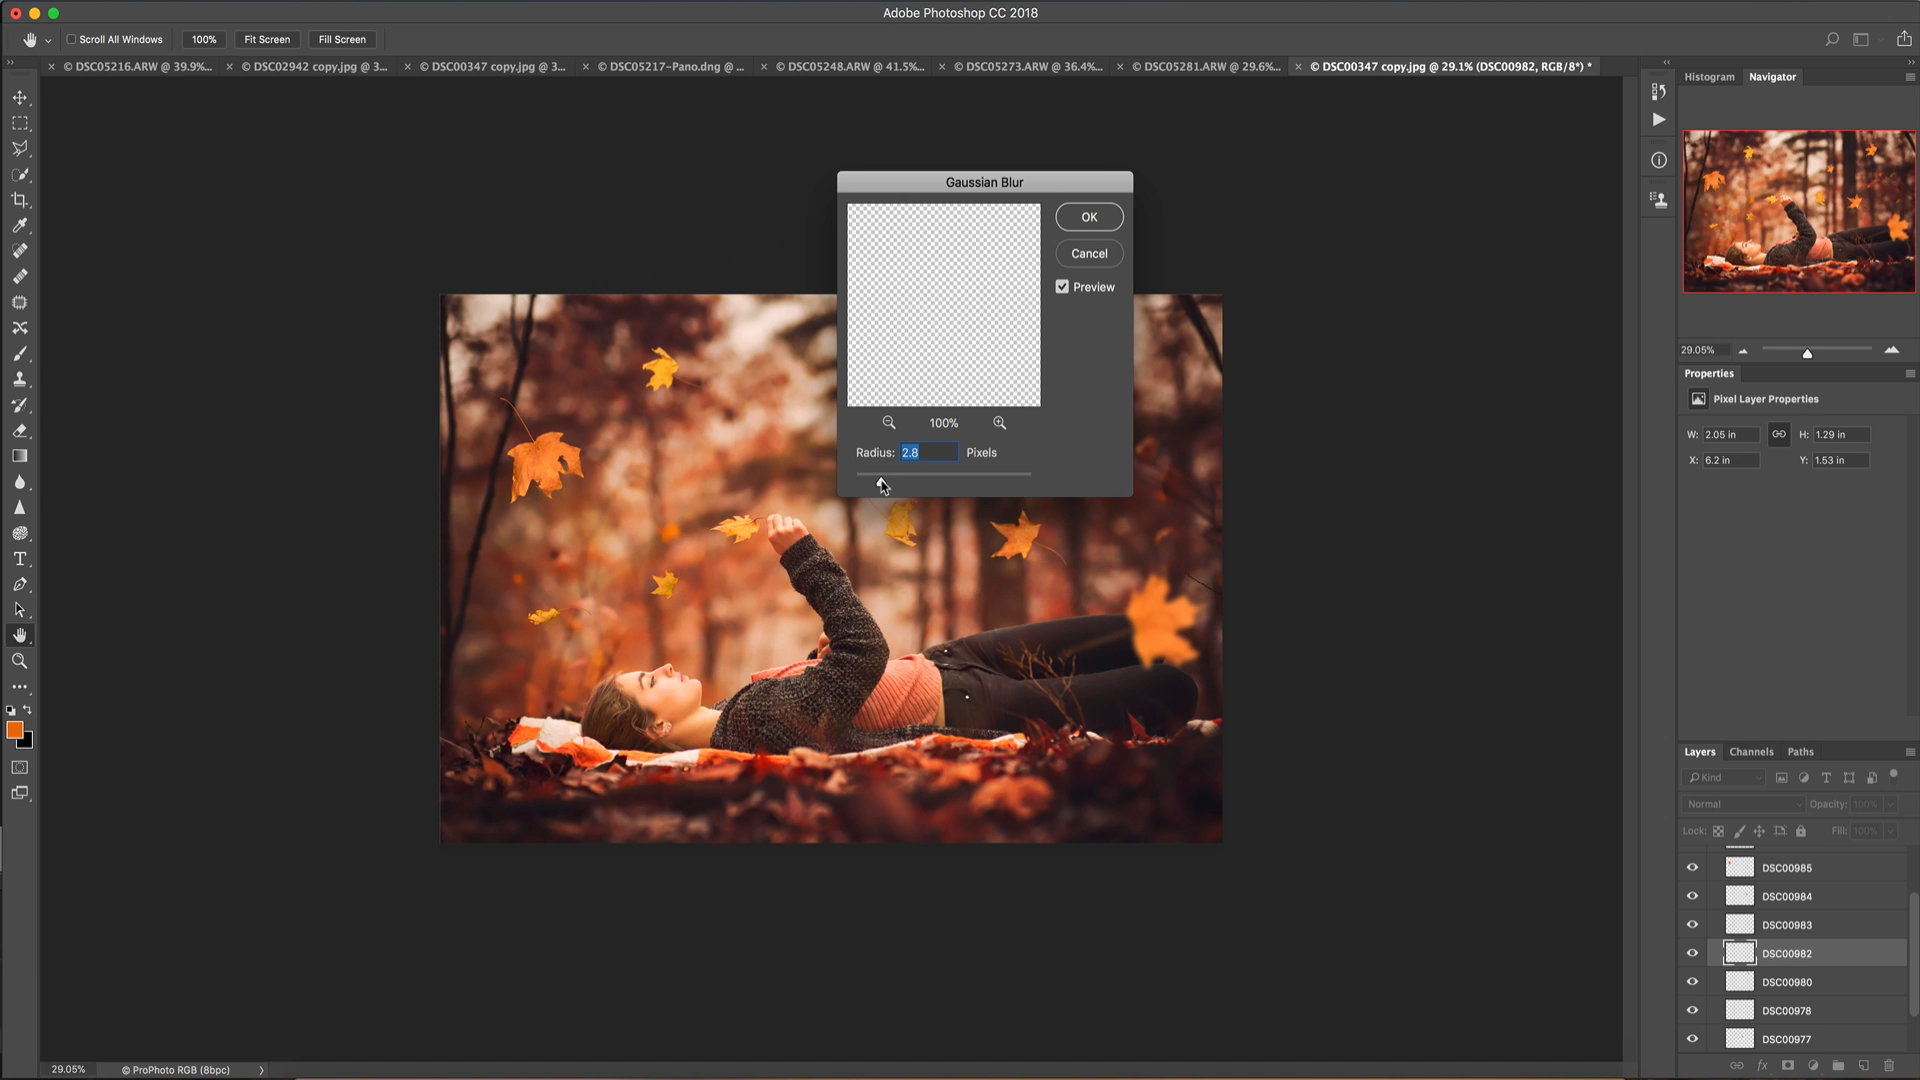 Adobe Photoshop CC 2018
Scroll All Windows 100% Fit Screen Fill Screen
© DSC05216.ARW @ 39.9%... © DSC02942 copy.jpg @ 3... © DSC00347 copy.jpg @ 3... © DSC05217-Pano.dng @ ... © DSC05248.ARW @ 41.5%... © DSC05273.ARW @ 36.4%... © DSC05281.ARW @ 29.6%... © DSC00347 copy.jpg @ 29.1% (DSC00982, RGB/8*) *
Histogram Navigator
Gaussian Blur
OK
Cancel
Preview
100%
Radius: 2.8 Pixels
29.05%
Properties
Pixel Layer Properties
W: 2.05 in H: 1.29 in
X: 6.2 in Y: 1.53 in
Layers Channels Paths
Kind
Normal Opacity: 100%
Lock: Fill: 100%
DSC00985
DSC00984
DSC00983
DSC00982
DSC00980
DSC00978
DSC00977
fx
29.05% © ProPhoto RGB (8bpc)